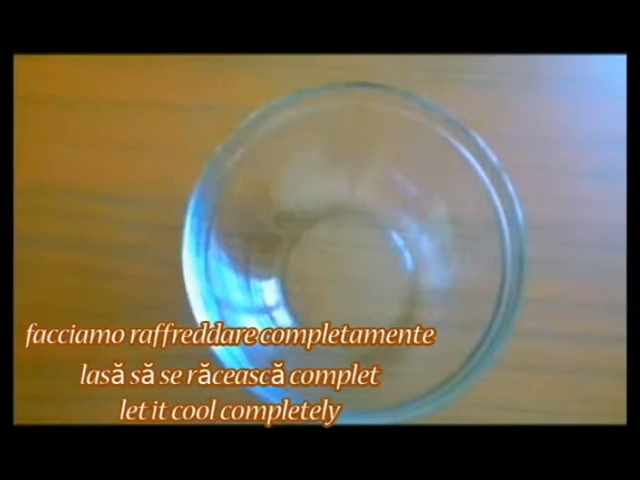 facciamo raffreddare completamente
lasă să se răcească complet
let it cool completely